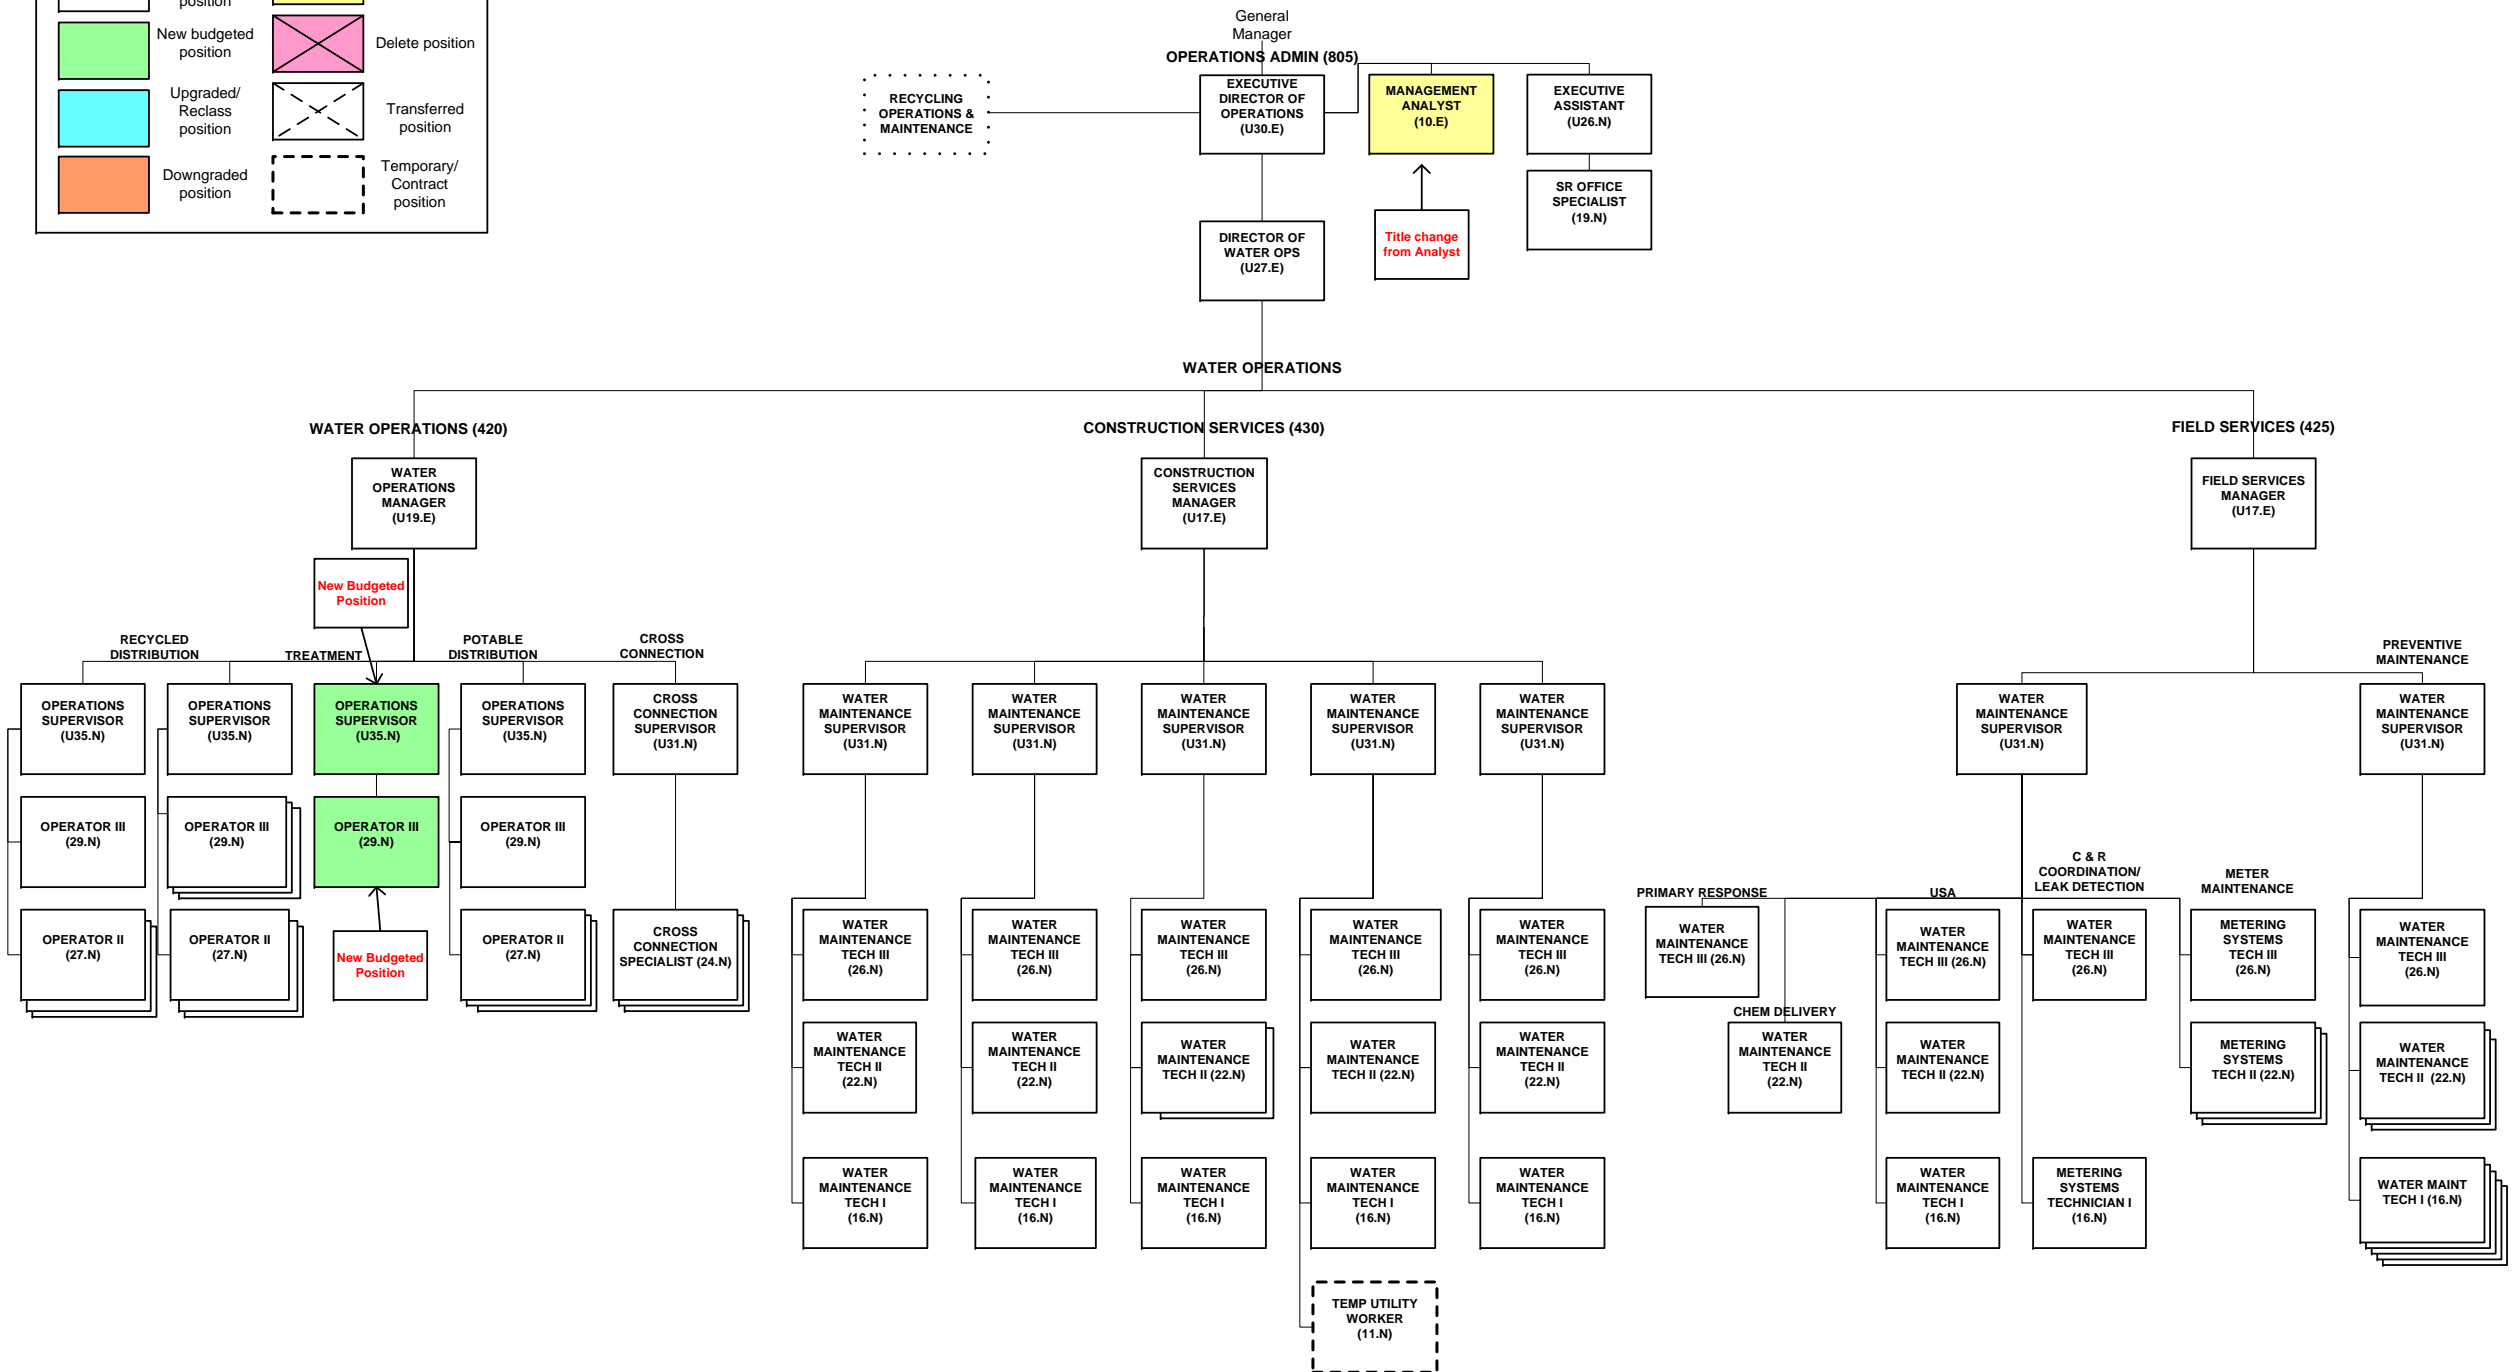 position
New budgeted
position
Delete position
Upgraded/
Reclass
position
Transferred
position
Downgraded
position
Temporary/
Contract
position
General
Manager
OPERATIONS ADMIN (805)
RECYCLING
OPERATIONS &
MAINTENANCE
EXECUTIVE
DIRECTOR OF
OPERATIONS
(U30.E)
MANAGEMENT
ANALYST
(10.E)
EXECUTIVE
ASSISTANT
(U26.N)
SR OFFICE
SPECIALIST
(19.N)
Title change
from Analyst
DIRECTOR OF
WATER OPS
(U27.E)
WATER OPERATIONS
WATER OPERATIONS (420)
CONSTRUCTION SERVICES (430)
FIELD SERVICES (425)
WATER
OPERATIONS
MANAGER
(U19.E)
CONSTRUCTION
SERVICES
MANAGER
(U17.E)
FIELD SERVICES
MANAGER
(U17.E)
New Budgeted
Position
RECYCLED
DISTRIBUTION
TREATMENT
POTABLE
DISTRIBUTION
CROSS
CONNECTION
PREVENTIVE
MAINTENANCE
OPERATIONS
SUPERVISOR
(U35.N)
OPERATIONS
SUPERVISOR
(U35.N)
OPERATIONS
SUPERVISOR
(U35.N)
OPERATIONS
SUPERVISOR
(U35.N)
CROSS
CONNECTION
SUPERVISOR
(U31.N)
WATER
MAINTENANCE
SUPERVISOR
(U31.N)
WATER
MAINTENANCE
SUPERVISOR
(U31.N)
WATER
MAINTENANCE
SUPERVISOR
(U31.N)
WATER
MAINTENANCE
SUPERVISOR
(U31.N)
WATER
MAINTENANCE
SUPERVISOR
(U31.N)
WATER
MAINTENANCE
SUPERVISOR
(U31.N)
WATER
MAINTENANCE
SUPERVISOR
(U31.N)
OPERATOR III
(29.N)
OPERATOR III
(29.N)
OPERATOR III
(29.N)
OPERATOR III
(29.N)
PRIMARY RESPONSE
USA
C & R
COORDINATION/
LEAK DETECTION
METER
MAINTENANCE
OPERATOR II
(27.N)
OPERATOR II
(27.N)
New Budgeted
Position
OPERATOR II
(27.N)
CROSS
CONNECTION
SPECIALIST (24.N)
WATER
MAINTENANCE
TECH III
(26.N)
WATER
MAINTENANCE
TECH III
(26.N)
WATER
MAINTENANCE
TECH III
(26.N)
WATER
MAINTENANCE
TECH III
(26.N)
WATER
MAINTENANCE
TECH III
(26.N)
WATER
MAINTENANCE
TECH III (26.N)
WATER
MAINTENANCE
TECH III (26.N)
WATER
MAINTENANCE
TECH III
(26.N)
METERING
SYSTEMS
TECH III
(26.N)
WATER
MAINTENANCE
TECH III
(26.N)
CHEM DELIVERY
WATER
MAINTENANCE
TECH II
(22.N)
WATER
MAINTENANCE
TECH II
(22.N)
WATER
MAINTENANCE
TECH II (22.N)
WATER
MAINTENANCE
TECH II (22.N)
WATER
MAINTENANCE
TECH II
(22.N)
WATER
MAINTENANCE
TECH II
(22.N)
WATER
MAINTENANCE
TECH II (22.N)
METERING
SYSTEMS
TECH II (22.N)
WATER
MAINTENANCE
TECH II (22.N)
WATER
MAINTENANCE
TECH I
(16.N)
WATER
MAINTENANCE
TECH I
(16.N)
WATER
MAINTENANCE
TECH I
(16.N)
WATER
MAINTENANCE
TECH I
(16.N)
WATER
MAINTENANCE
TECH I
(16.N)
WATER
MAINTENANCE
TECH I
(16.N)
METERING
SYSTEMS
TECHNICIAN I
(16.N)
WATER MAINT
TECH I (16.N)
TEMP UTILITY
WORKER
(11.N)